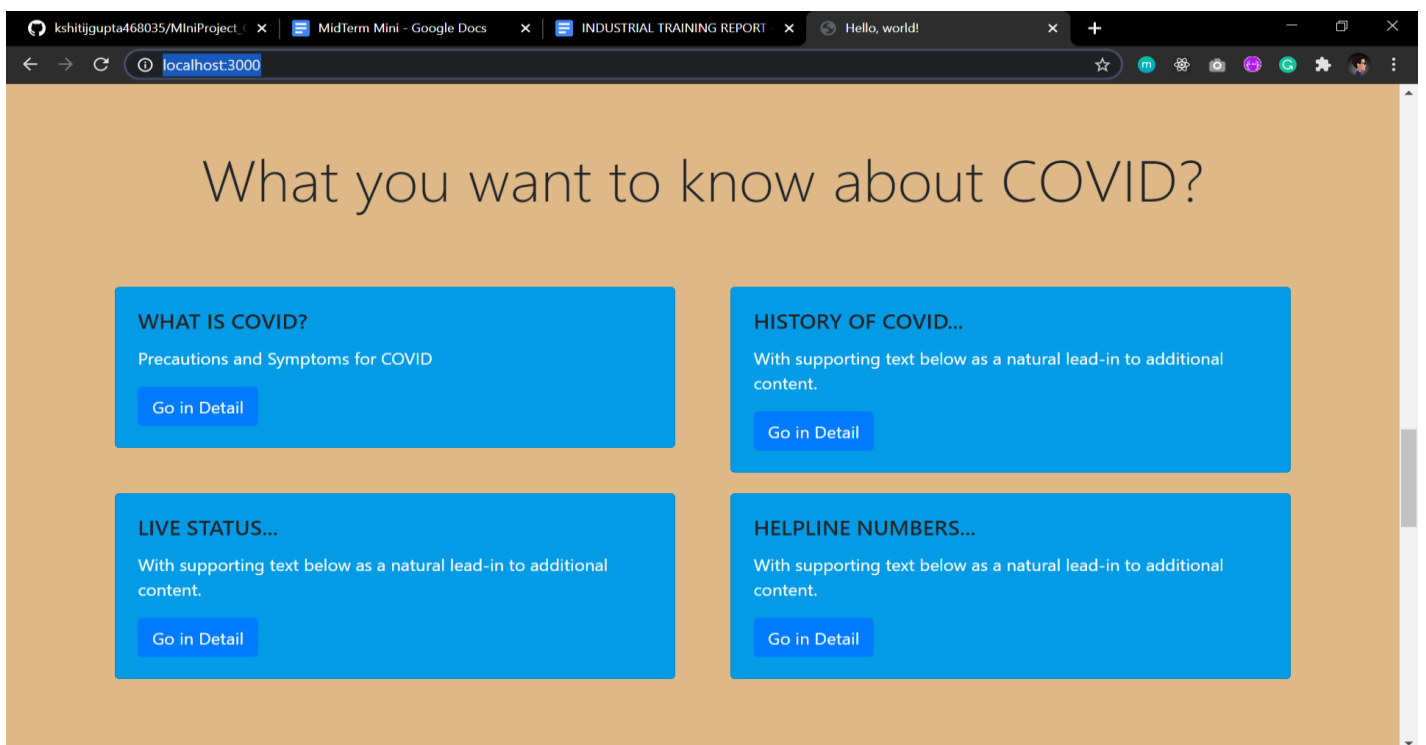 kshitijgupta468035/MIniProject_
MidTerm Mini - Google Docs
INDUSTRIAL TRAINING REPORT -
Hello, world!
localhost:3000
What you want to know about COVID?
WHAT IS COVID?
Precautions and Symptoms for COVID
Go in Detail
HISTORY OF COVID...
With supporting text below as a natural lead-in to additional
content.
Go in Detail
LIVE STATUS...
With supporting text below as a natural lead-in to additional
content.
Go in Detail
HELPLINE NUMBERS...
With supporting text below as a natural lead-in to additional
content.
Go in Detail